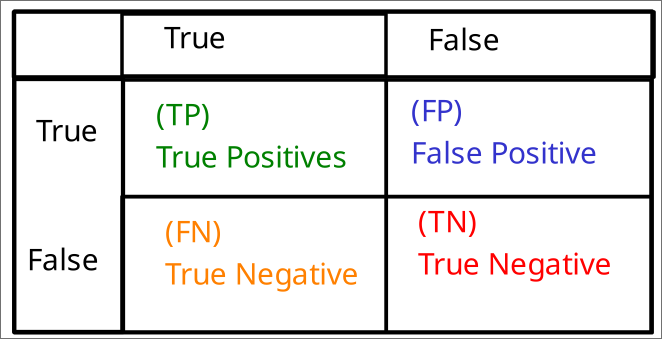 True False
True
(TP)
True Positives
(FP)
False Positive
False
(FN)
True Negative
(TN)
True Negative